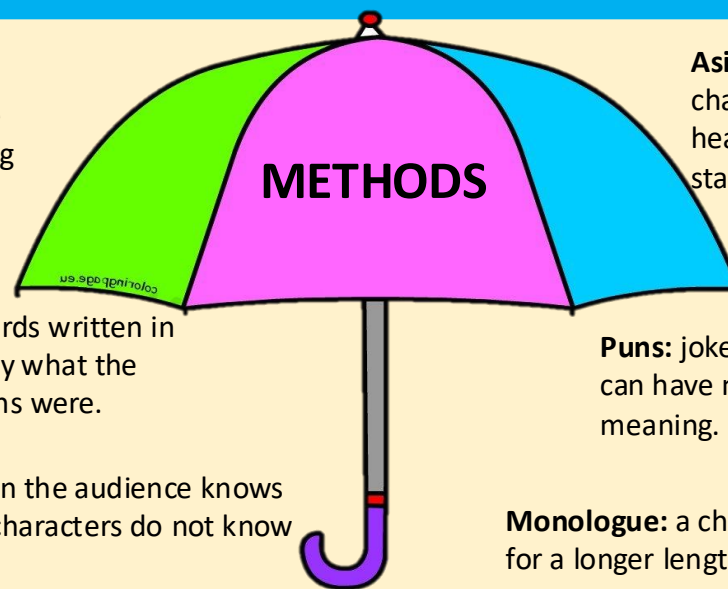 METHODS
coloringpage.eu
g
rds written in
y what the
ns were.
n the audience knows
characters do not know
Asi
cha
hea
sta
Puns: joke
can have r
meaning.
Monologue: a ch
for a longer lengt